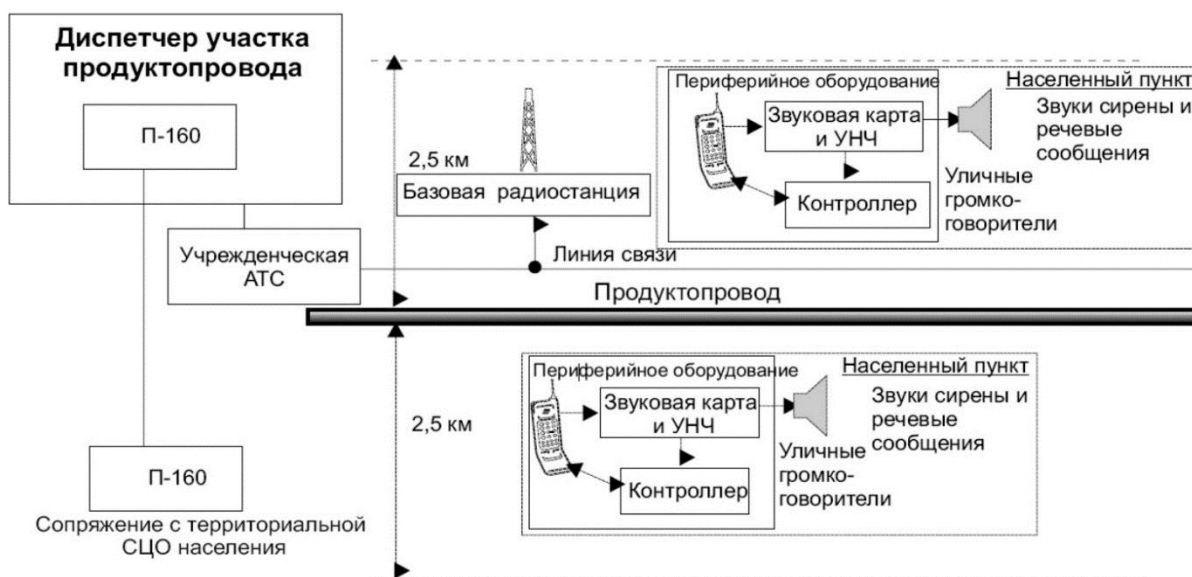 Диспетчер участка
продуктопровода
П-160
Учрежденческая
АТС
П-160
Сопряжение с территориальной
СЦО населения
2,5 км
Базовая радиостанция
Линия связи
Периферийное оборудование
Звуковая карта
и УНЧ
Контроллер
Населенный пункт
Звуки сирены и
речевые
сообщения
Уличные
громко-
говорители
Продуктопровод
2,5 км
Периферийное оборудование
Звуковая карта
и УНЧ
Контроллер
Населенный пункт
Звуки сирены и
речевые
сообщения
Уличные
громко-
говорители